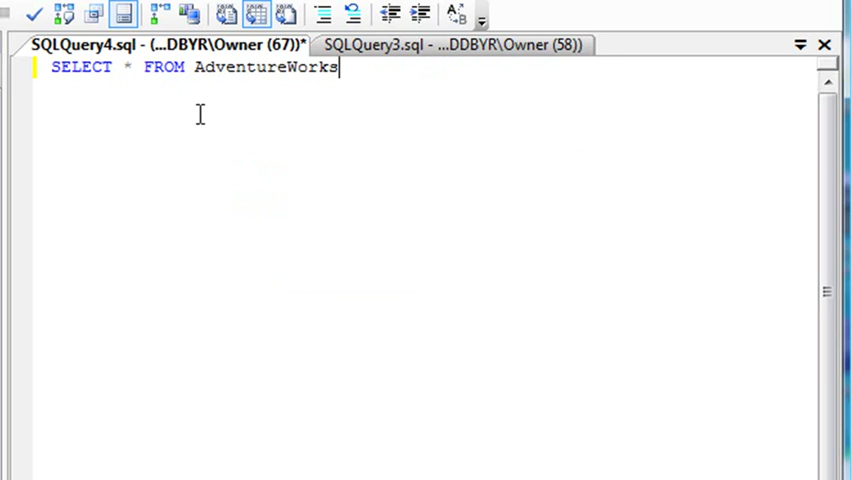 SQLQuery4.sql - (...DBYR\Owner (67))* SQLQuery3.sql - ...DDBYR\Owner (58))
SELECT * FROM AdventureWorks